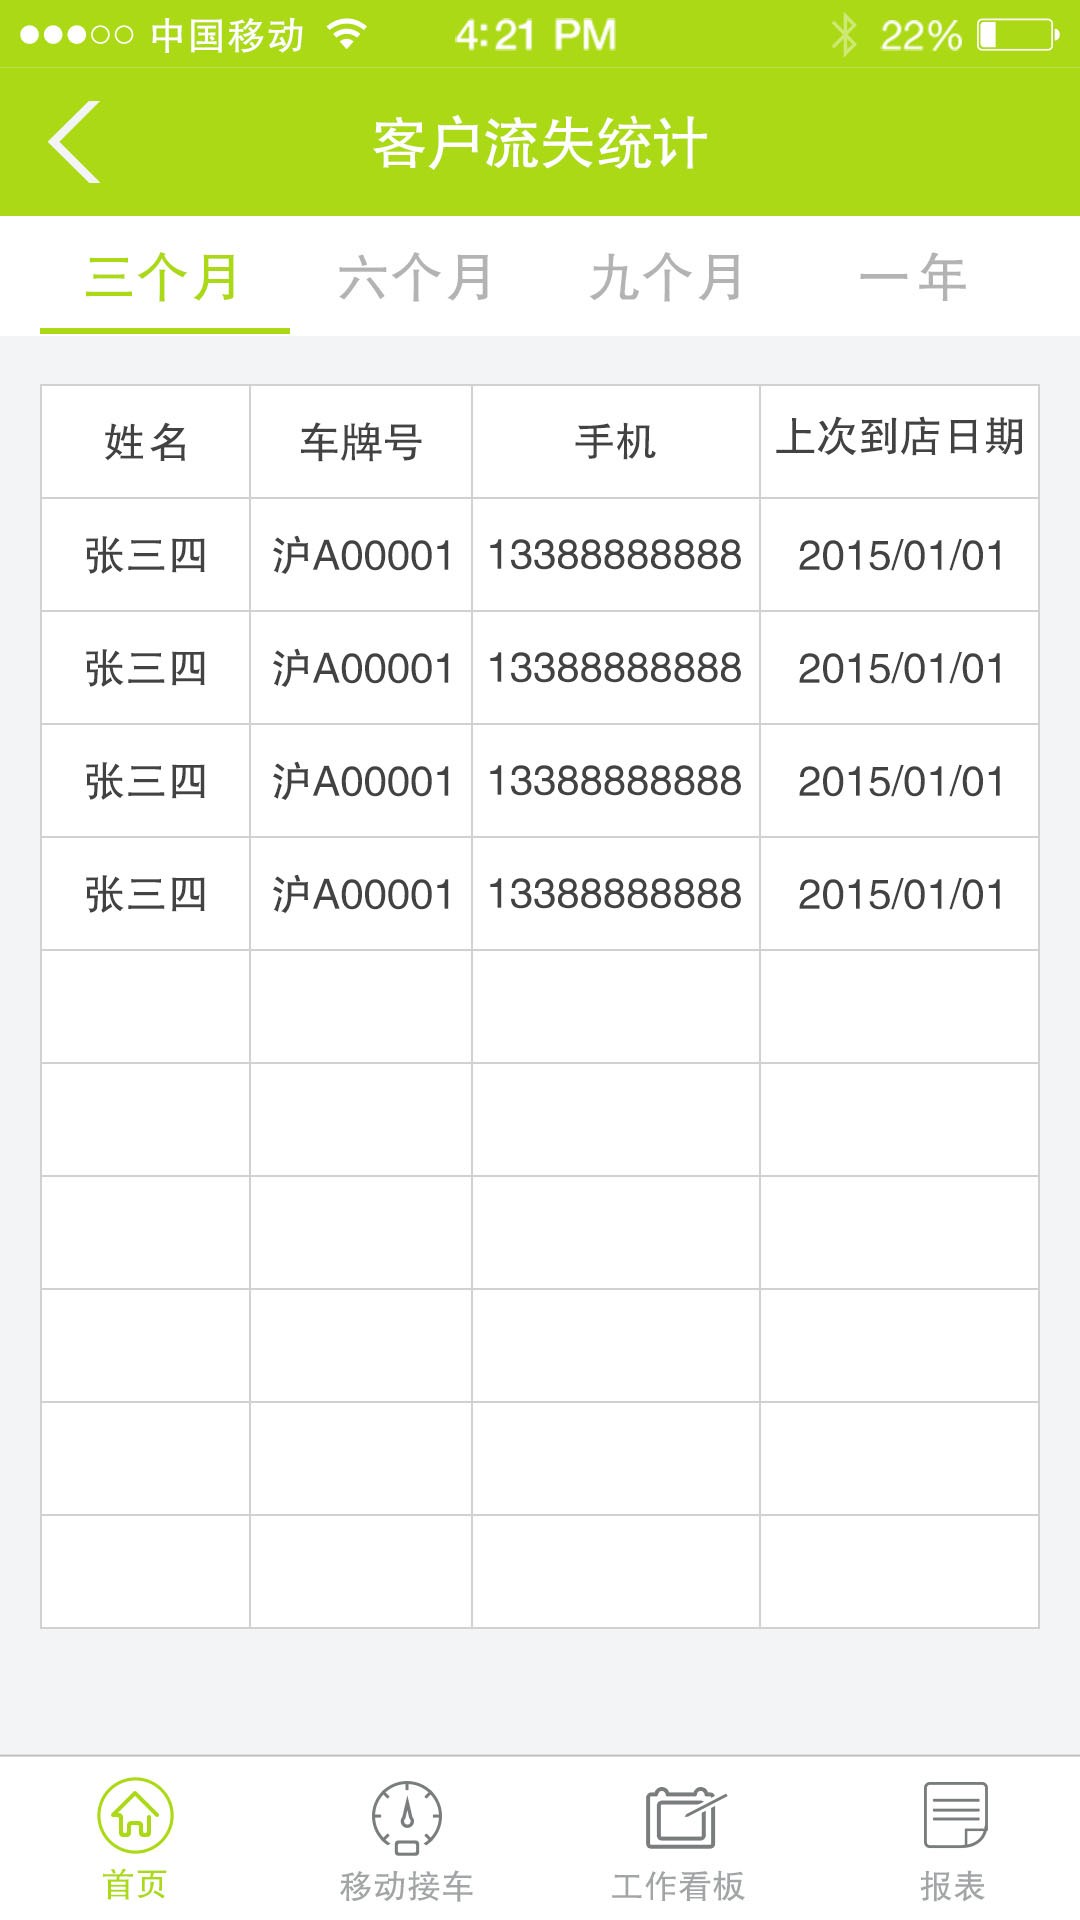 中国移动 4:21 PM 22%
客户流失统计
三个月 六个月 九个月 一年
姓名 车牌号 手机 上次到店日期
张三四 沪A00001 13388888888 2015/01/01
张三四 沪A00001 13388888888 2015/01/01
张三四 沪A00001 13388888888 2015/01/01
张三四 沪A00001 13388888888 2015/01/01
首页 移动接车 工作看板 报表